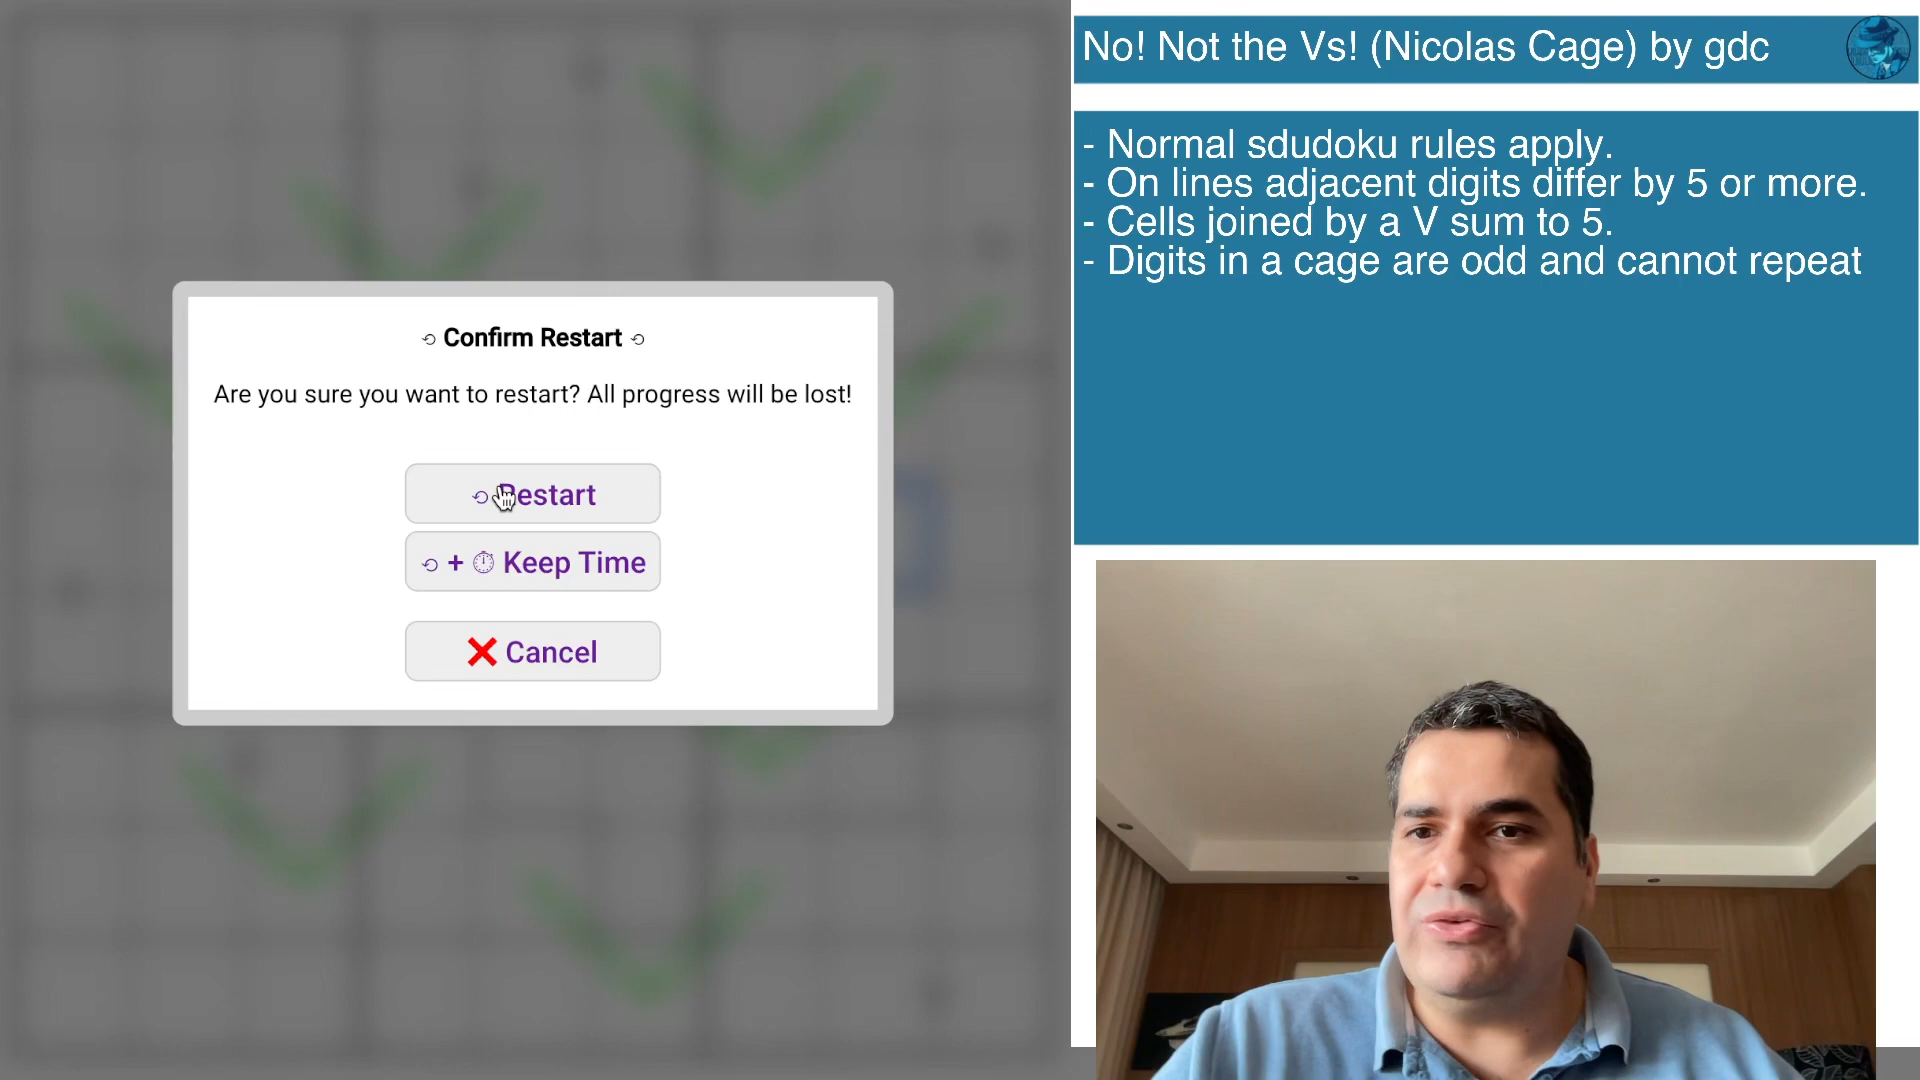 No! Not the Vs! (Nicolas Cage) by gdc
- Normal sdudoku rules apply.
- On lines adjacent digits differ by 5 or more.
- Cells joined by a V sum to 5.
- Digits in a cage are odd and cannot repeat
Confirm Restart
Are you sure you want to restart? All progress will be lost!
Restart
+ Keep Time
Cancel